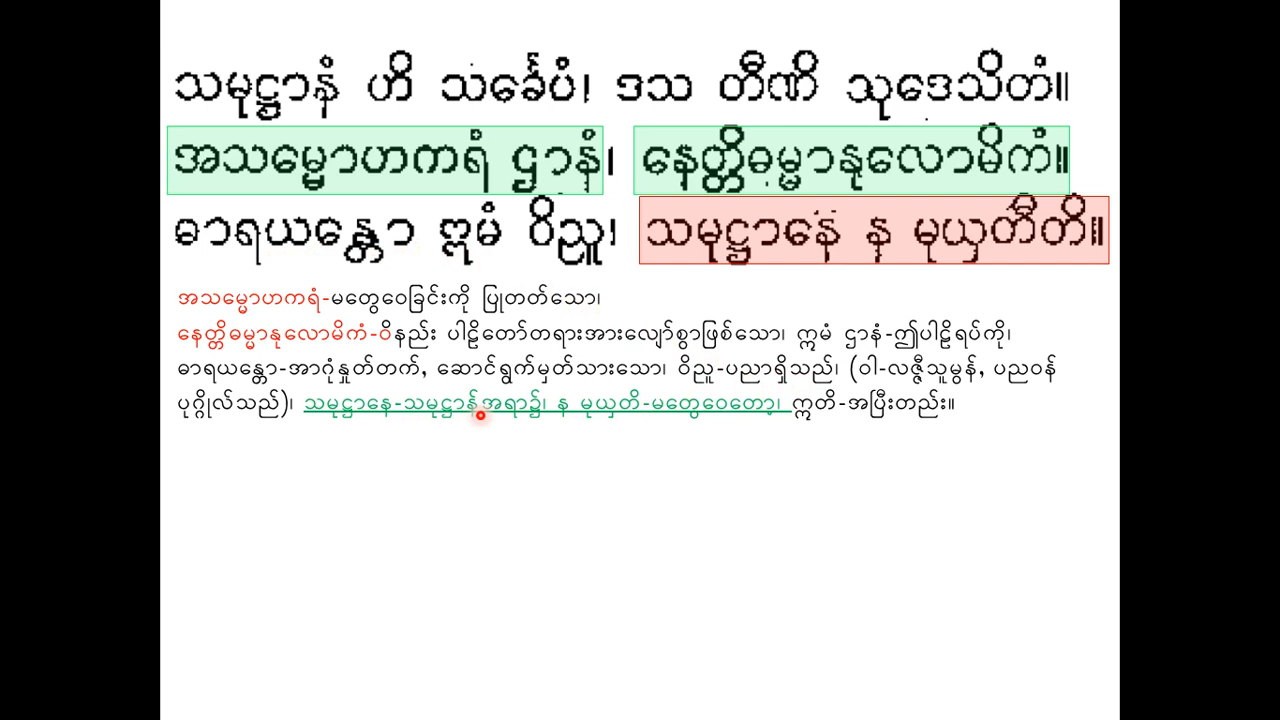 သမုဋ္ဌာနံ ဟိ သင်္ခေပံ၊ ဒသ တီဏိ သုဒေသိတံ။
အသမ္မောဟကရံ ဌာနံ၊ နေတ္တိဓမ္မာနုလောမိကံ။
ဓာရယန္တော ဣမံ ဝိညူ၊ သမုဋ္ဌာနေ န မုယှတီတိ။
အသမ္မောဟကရံ-မတွေဝေခြင်းကို ပြုတတ်သော၊
နေတ္တိဓမ္မာနုလောမိကံ-ဝိနည်း ပါဠိတော်တရားအားလျော်စွာဖြစ်သော၊ ဣမံ ဌာနံ-ဤပါဠိရပ်ကို၊
ဓာရယန္တော-အာဂုံနှုတ်တက်, ဆောင်ရွက်မှတ်သားသော၊ ဝိညူ-ပညာရှိသည်၊ (ဝါ-လဇ္ဇီသူမွန်, ပညဝန်
ပုဂ္ဂိုလ်သည်)၊ သမုဋ္ဌာနေ-သမုဋ္ဌာန်အရာ၌၊ န မုယှတိ-မတွေဝေတော့၊ ဣတိ-အပြီးတည်း။